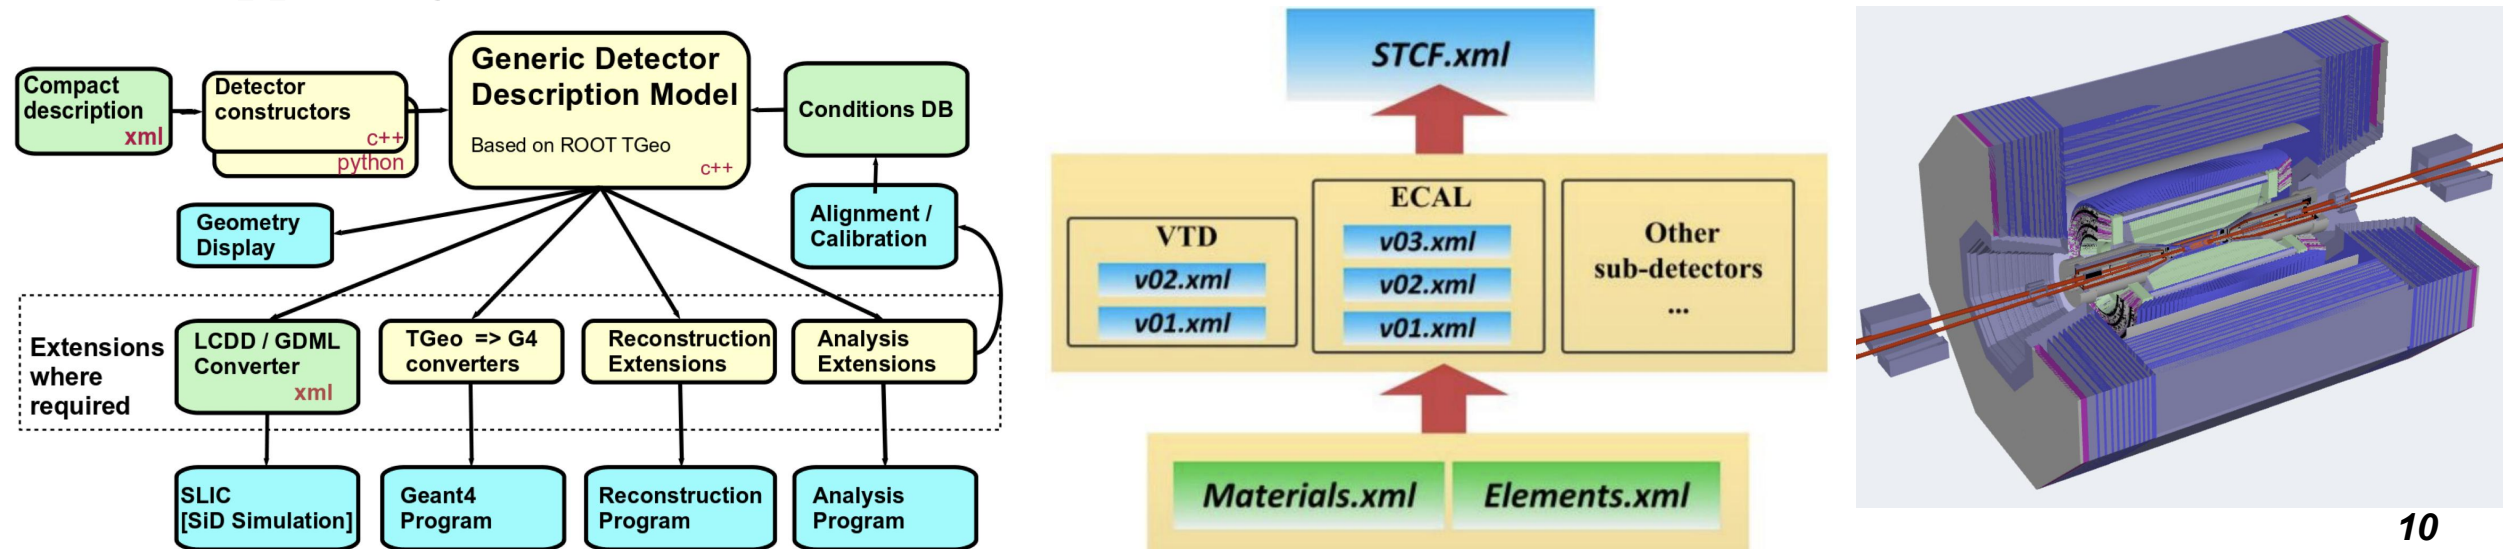 Compact
description
xml
Detector
constructors
c++
python
Generic Detector
Description Model
Based on ROOT TGeo
c++
Conditions DB
Geometry
Display
Alignment /
Calibration
Extensions
where
required
LCDD / GDML
Converter
xml
TGeo => G4
converters
Reconstruction
Extensions
Analysis
Extensions
SLIC
[SiD Simulation]
Geant4
Program
Reconstruction
Program
Analysis
Program
STCF.xml
VTD
v02.xml
v01.xml
ECAL
v03.xml
v02.xml
v01.xml
Other
sub-detectors
...
Materials.xml
Elements.xml
10